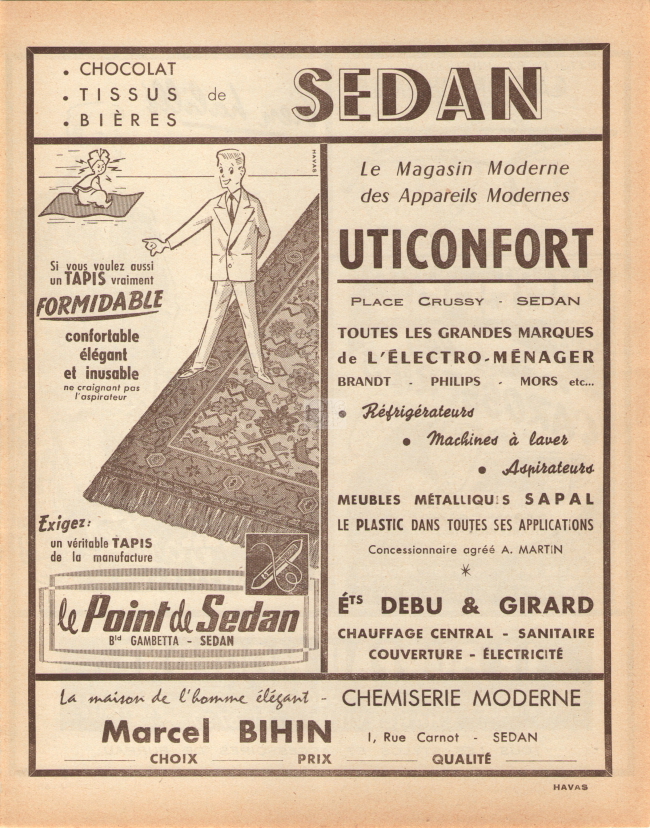 . CHOCOLAT
. TISSUS de
. BIÈRES
SEDAN
HAVAS
Si vous voulez aussi
un TAPIS vraiment
FORMIDABLE
confortable
élégant
et inusable
ne craignant pas
l'aspirateur
Exigez:
un véritable TAPIS
de la manufacture
le Point de Sedan
Bld GAMBETTA - SEDAN
Le Magasin Moderne
des Appareils Modernes
UTICONFORT
PLACE CRUSSY - SEDAN
TOUTES LES GRANDES MARQUES
de L'ÉLECTRO-MÉNAGER
BRANDT - PHILIPS - MORS etc...
• Réfrigérateurs
• Machines à laver
• Aspirateurs
MEUBLES MÉTALLIQUES SAPAL
LE PLASTIC DANS TOUTES SES APPLICATIONS
Concessionnaire agréé A. MARTIN
*
ÉTS DEBU & GIRARD
CHAUFFAGE CENTRAL - SANITAIRE
COUVERTURE - ÉLECTRICITÉ
La maison de l'homme élégant - CHEMISERIE MODERNE
Marcel BIHIN 1, Rue Carnot - SEDAN
CHOIX PRIX QUALITÉ
HAVAS